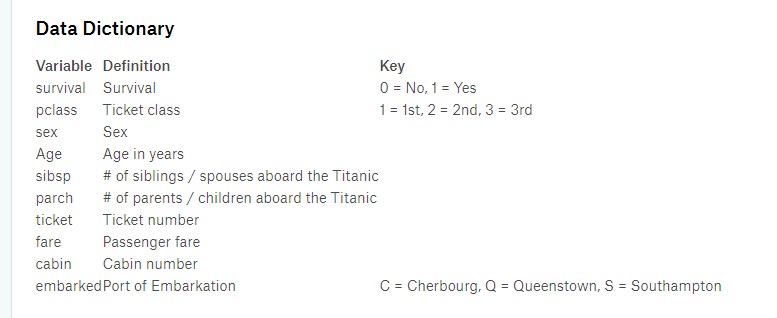 Data Dictionary
Variable Definition Key
survival Survival 0 = No, 1 = Yes
pclass Ticket class 1 = 1st, 2 = 2nd, 3 = 3rd
sex Sex
Age Age in years
sibsp # of siblings / spouses aboard the Titanic
parch # of parents / children aboard the Titanic
ticket Ticket number
fare Passenger fare
cabin Cabin number
embarked Port of Embarkation C = Cherbourg, Q = Queenstown, S = Southampton